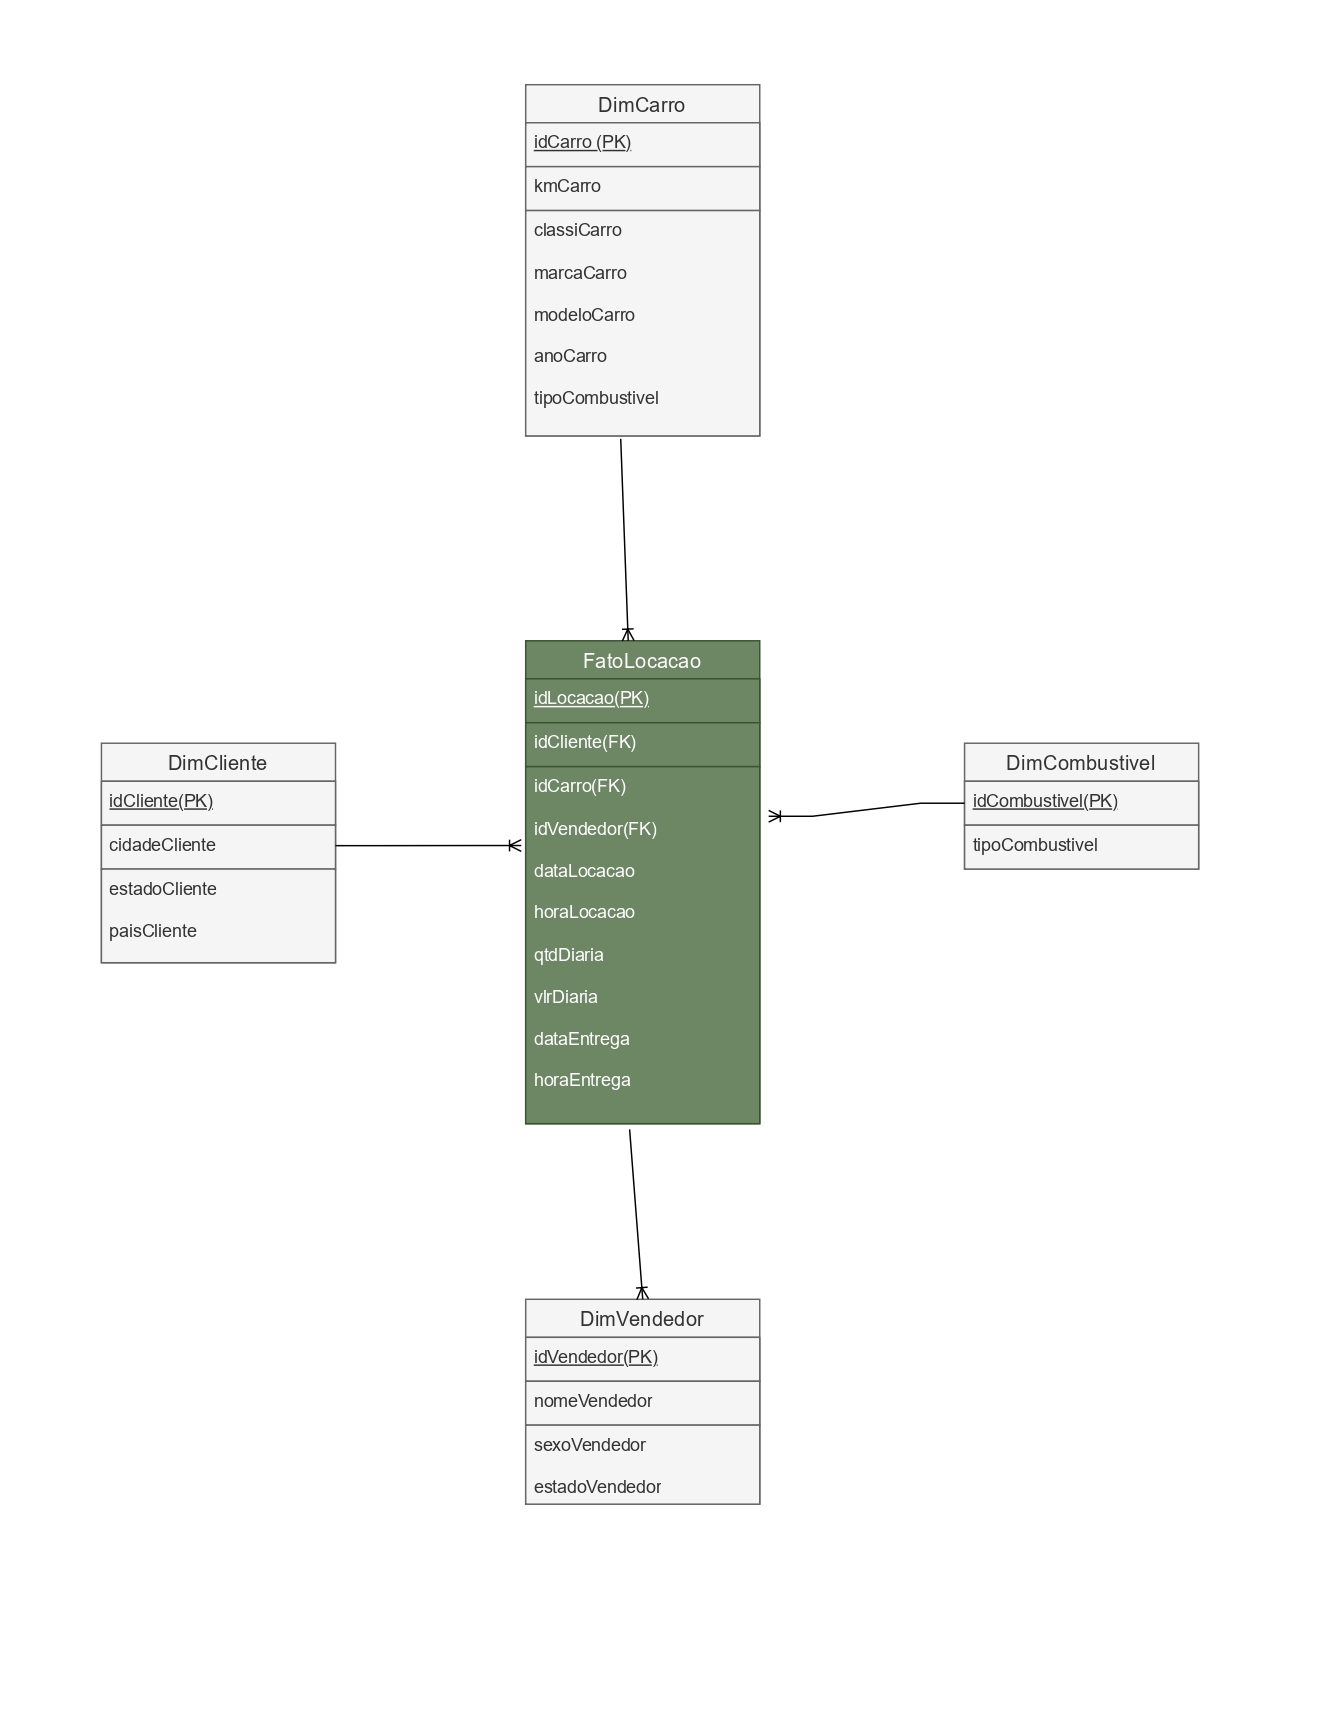 DimCarro
idCarro (PK)
kmCarro
classiCarro
marcaCarro
modeloCarro
anoCarro
tipoCombustivel
FatoLocacao
idLocacao(PK)
idCliente(FK)
idCarro(FK)
idVendedor(FK)
dataLocacao
horaLocacao
qtdDiaria
vlrDiaria
dataEntrega
horaEntrega
DimCliente
idCliente(PK)
cidadeCliente
estadoCliente
paisCliente
DimCombustivel
idCombustivel(PK)
tipoCombustivel
DimVendedor
idVendedor(PK)
nomeVendedor
sexoVendedor
estadoVendedor